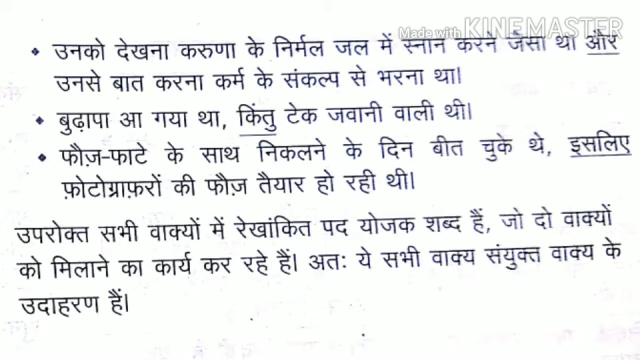 Made with KINEMASTER
• उनको देखना करुणा के निर्मल जल में स्नान करने जैसा था और
उनसे बात करना कर्म के संकल्प से भरना था।
• बुढ़ापा आ गया था, किंतु टेक जवानी वाली थी।
• फौज़-फाटे के साथ निकलने के दिन बीत चुके थे, इसलिए
फ़ोटोग्राफ़रों की फौज़ तैयार हो रही थी।
उपरोक्त सभी वाक्यों में रेखांकित पद योजक शब्द हैं, जो दो वाक्यों
को मिलाने का कार्य कर रहे हैं। अतः ये सभी वाक्य संयुक्त वाक्य के
उदाहरण हैं।